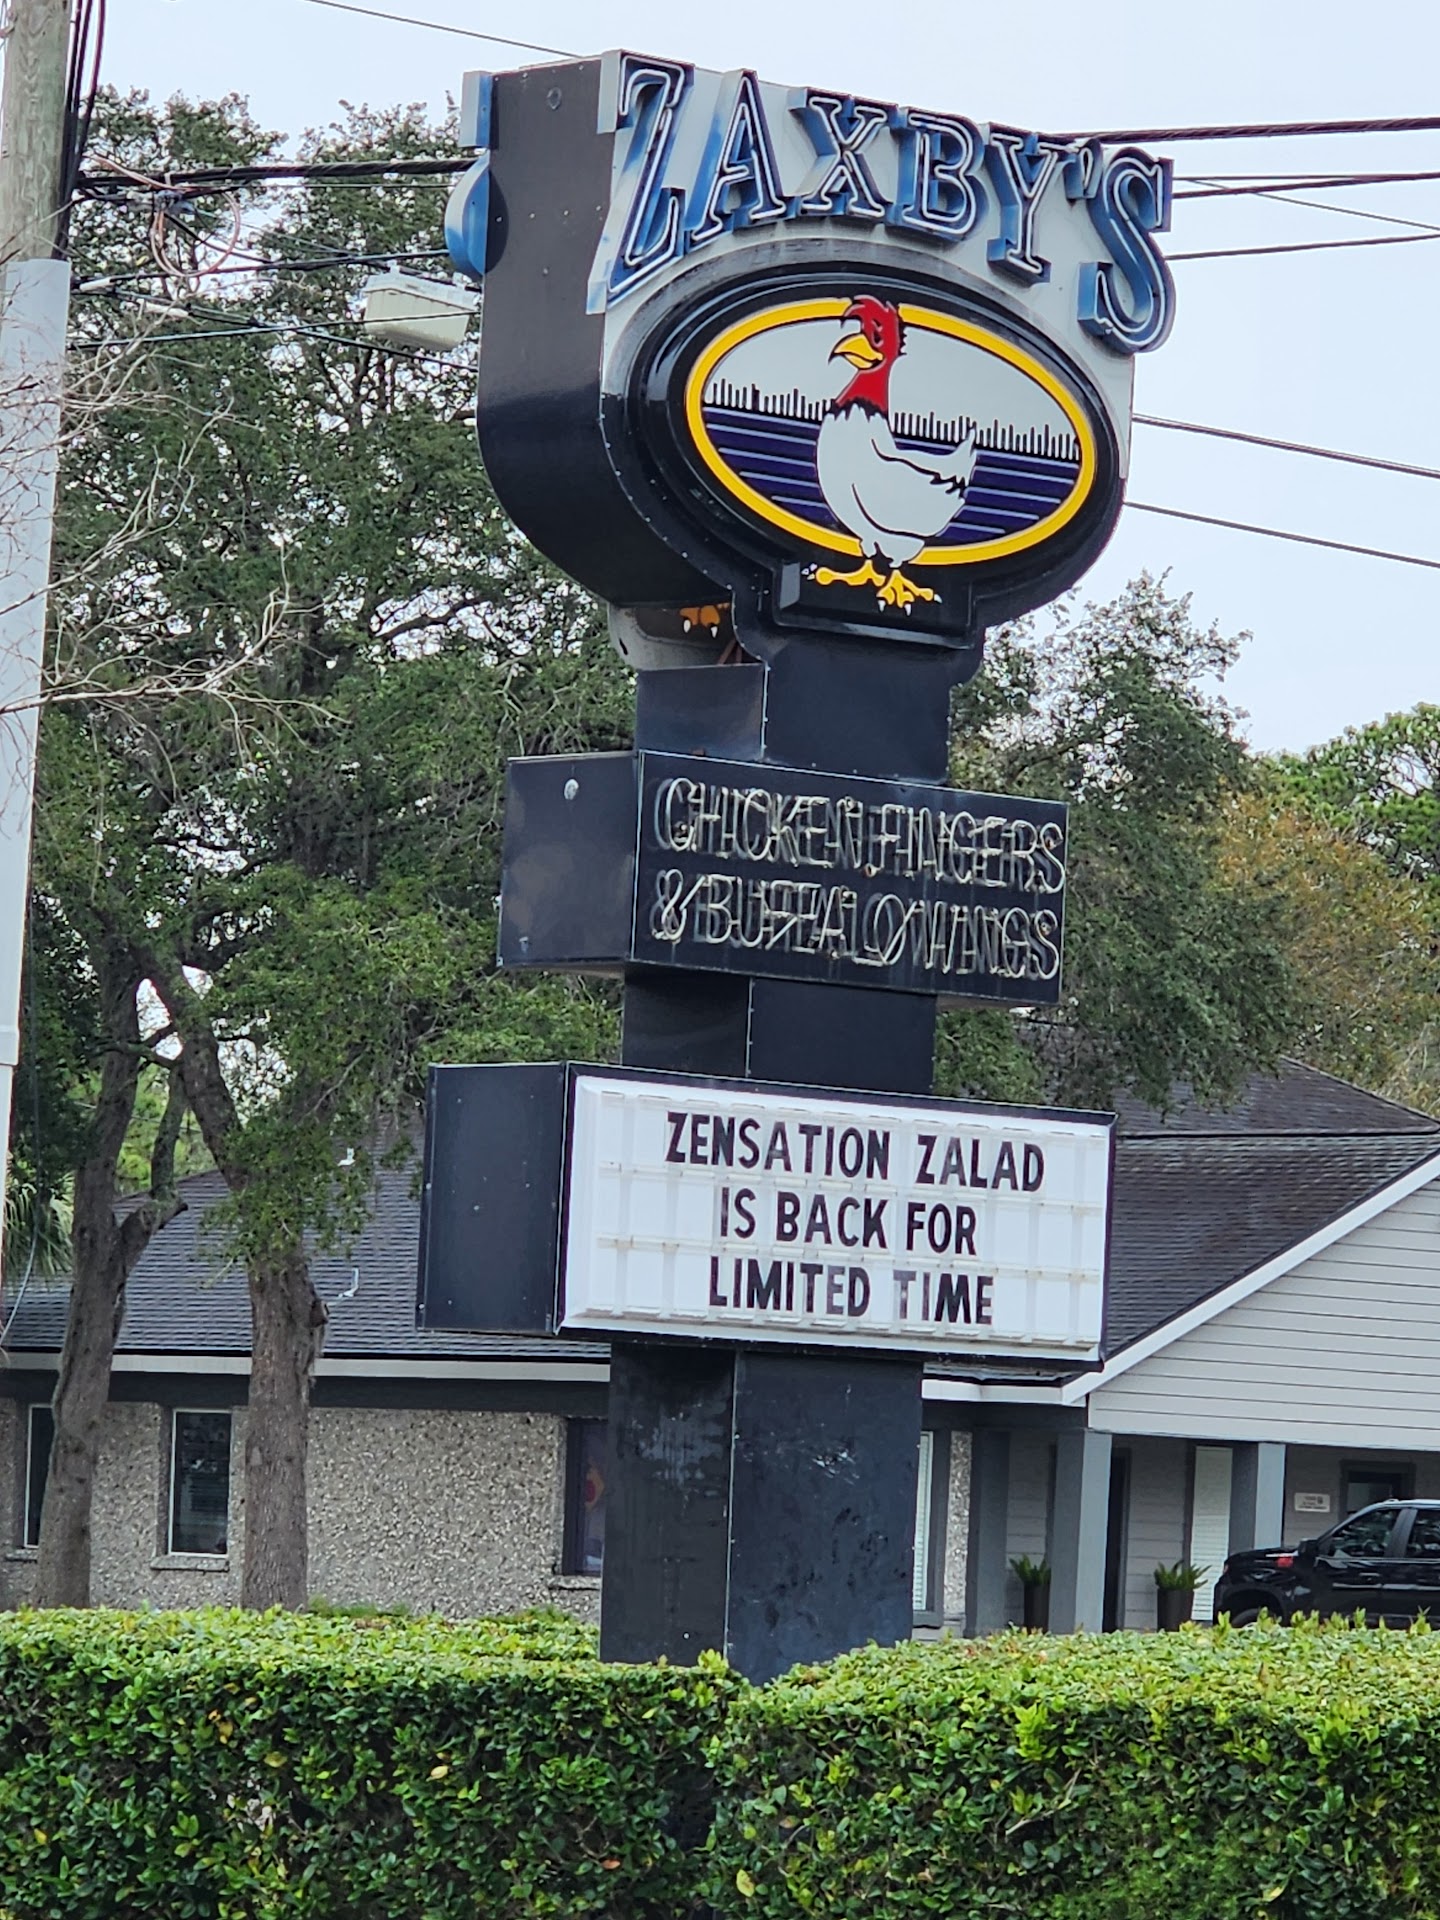 ZAXBY'S
CHICKEN FINGERS
& BUFFALO WINGS
ZENSATION ZALAD
IS BACK FOR
LIMITED TIME